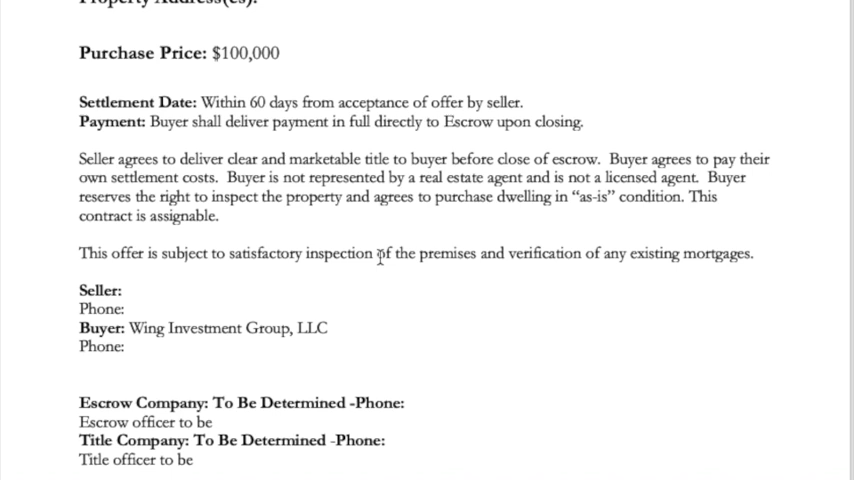 Property Address(es):
Purchase Price: $100,000
Settlement Date: Within 60 days from acceptance of offer by seller.
Payment: Buyer shall deliver payment in full directly to Escrow upon closing.
Seller agrees to deliver clear and marketable title to buyer before close of escrow.  Buyer agrees to pay their
own settlement costs.  Buyer is not represented by a real estate agent and is not a licensed agent.  Buyer
reserves the right to inspect the property and agrees to purchase dwelling in “as-is” condition. This
contract is assignable.
This offer is subject to satisfactory inspection of the premises and verification of any existing mortgages.
Seller:
Phone:
Buyer: Wing Investment Group, LLC
Phone:
Escrow Company: To Be Determined -Phone:
Escrow officer to be
Title Company: To Be Determined -Phone:
Title officer to be